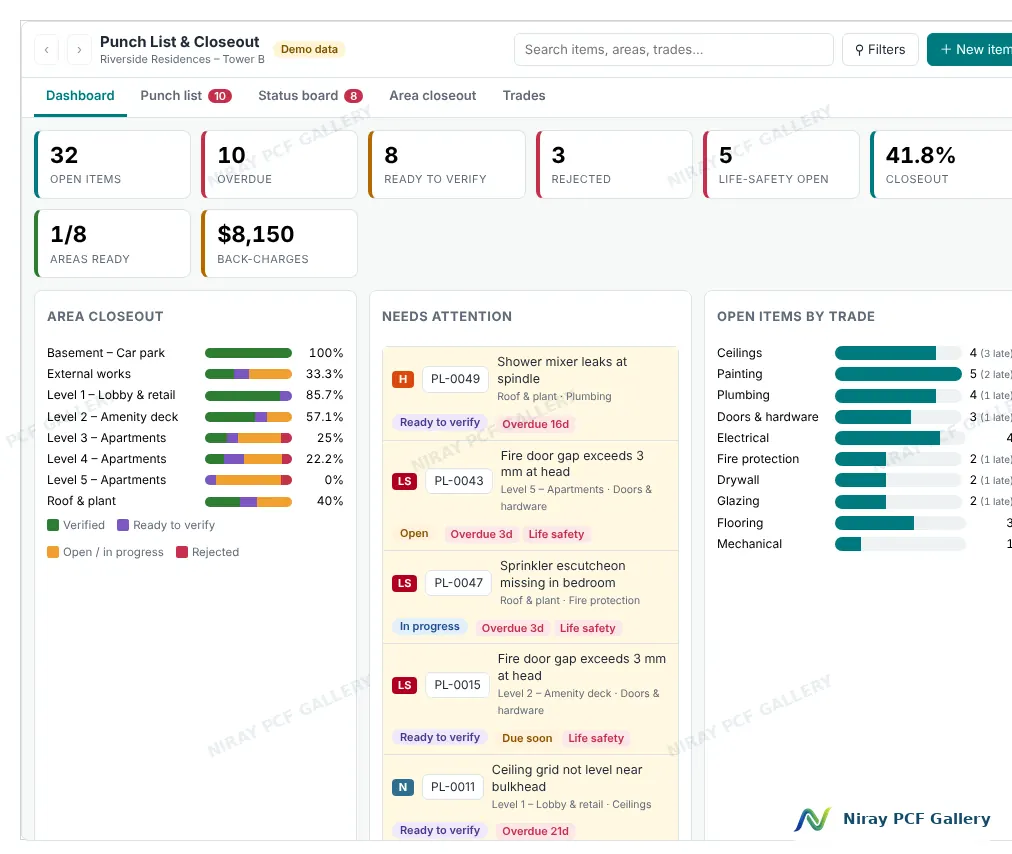 ‹ › Punch List & Closeout
Riverside Residences – Tower B
Demo data
Search items, areas, trades...
Filters
+ New item
Dashboard
Punch list 10
Status board 8
Area closeout
Trades
32
OPEN ITEMS
10
OVERDUE
8
READY TO VERIFY
3
REJECTED
5
LIFE-SAFETY OPEN
41.8%
CLOSEOUT
1/8
AREAS READY
$8,150
BACK-CHARGES
AREA CLOSEOUT
Basement – Car park 100%
External works 33.3%
Level 1 – Lobby & retail 85.7%
Level 2 – Amenity deck 57.1%
Level 3 – Apartments 25%
Level 4 – Apartments 22.2%
Level 5 – Apartments 0%
Roof & plant 40%
Verified Ready to verify
Open / in progress Rejected
NEEDS ATTENTION
H PL-0049
Shower mixer leaks at
spindle
Roof & plant · Plumbing
Ready to verify Overdue 16d
LS PL-0043
Fire door gap exceeds 3
mm at head
Level 5 – Apartments · Doors &
hardware
Open Overdue 3d Life safety
LS PL-0047
Sprinkler escutcheon
missing in bedroom
Roof & plant · Fire protection
In progress Overdue 3d Life safety
LS PL-0015
Fire door gap exceeds 3 mm
at head
Level 2 – Amenity deck · Doors &
hardware
Ready to verify Due soon Life safety
N PL-0011
Ceiling grid not level near
bulkhead
Level 1 – Lobby & retail · Ceilings
Ready to verify Overdue 21d
OPEN ITEMS BY TRADE
Ceilings 4 (3 late)
Painting 5 (2 late)
Plumbing 4 (1 late)
Doors & hardware 3 (1 late)
Electrical 4
Fire protection 2 (1 late)
Drywall 2 (1 late)
Glazing 2 (1 late)
Flooring 3
Mechanical 1
NIRAY PCF GALLERY
NIRAY PCF GALLERY
NIRAY PCF GALLERY
NIRAY PCF GALLERY
NIRAY PCF GALLERY
Niray PCF Gallery